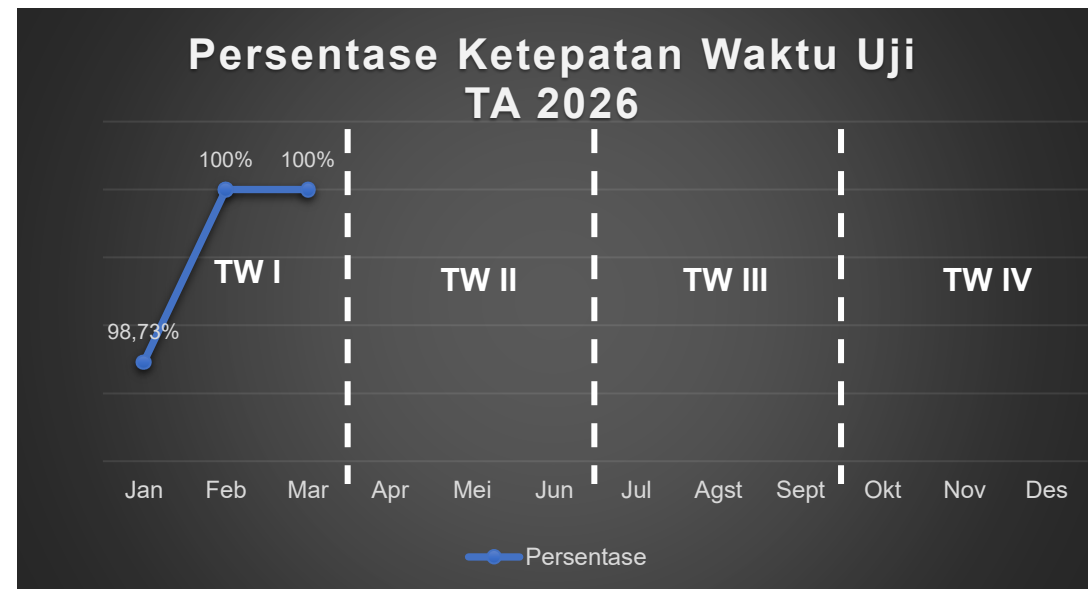 Persentase Ketepatan Waktu Uji
TA 2026
100% 100%
TW I
TW II
TW III
TW IV
98,73%
Jan Feb Mar Apr Mei Jun Jul Agst Sept Okt Nov Des
Persentase